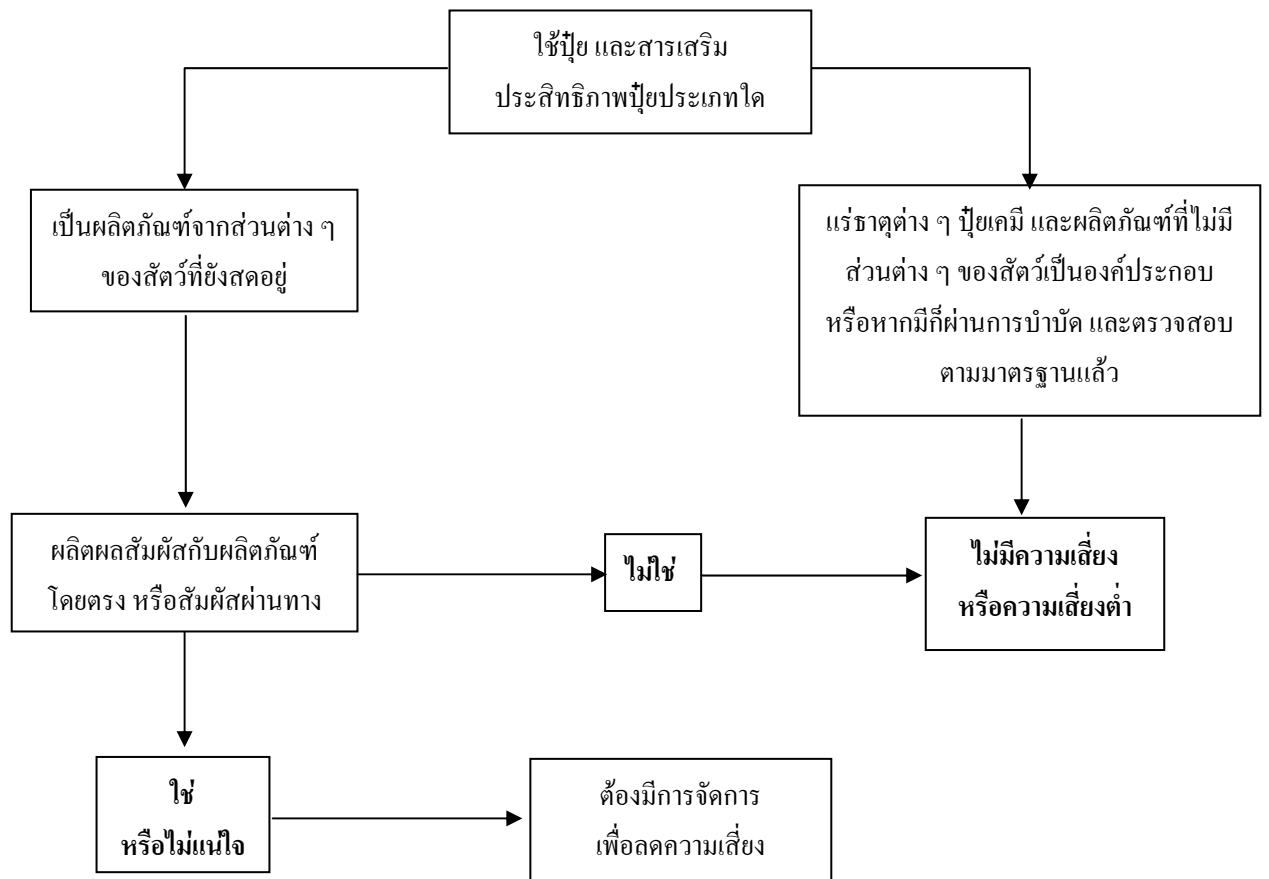 ใช้ปุ๋ย และสารเสริม
ประสิทธิภาพปุ๋ยประเภทใด
เป็นผลิตภัณฑ์จากส่วนต่าง ๆ
ของสัตว์ที่ยังสดอยู่
แร่ธาตุต่าง ๆ ปุ๋ยเคมี และผลิตภัณฑ์ที่ไม่มี
ส่วนต่าง ๆ ของสัตว์เป็นองค์ประกอบ
หรือหากมีก็ผ่านการบำบัด และตรวจสอบ
ตามมาตรฐานแล้ว
ผลิตผลสัมผัสกับผลิตภัณฑ์
โดยตรง หรือสัมผัสผ่านทาง
ไม่ใช่
ไม่มีความเสี่ยง
หรือความเสี่ยงต่ำ
ใช่
หรือไม่แน่ใจ
ต้องมีการจัดการ
เพื่อลดความเสี่ยง